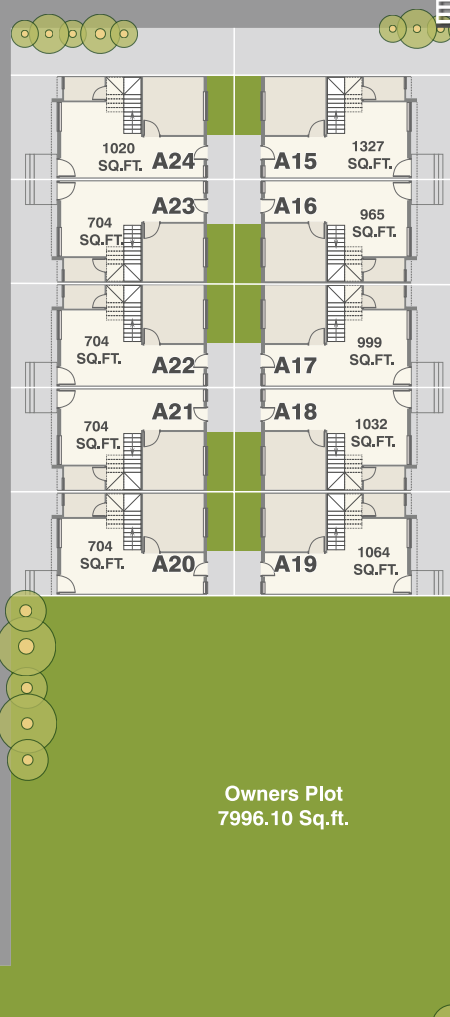 1020
SQ.FT.
A24
A15
1327
SQ.FT.
704
SQ.FT.
A23
A16
965
SQ.FT.
704
SQ.FT.
A22
A17
999
SQ.FT.
704
SQ.FT.
A21
A18
1032
SQ.FT.
704
SQ.FT.
A20
A19
1064
SQ.FT.
Owners Plot
7996.10 Sq.ft.